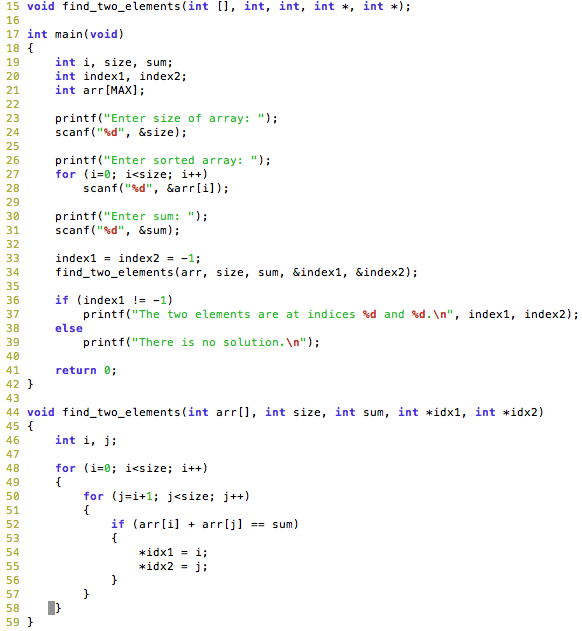 15 void find_two_elements(int [], int, int, int *, int *);
16
17 int main(void)
18 {
19     int i, size, sum;
20     int index1, index2;
21     int arr[MAX];
22
23     printf("Enter size of array: ");
24     scanf("%d", &size);
25
26     printf("Enter sorted array: ");
27     for (i=0; i<size; i++)
28         scanf("%d", &arr[i]);
29
30     printf("Enter sum: ");
31     scanf("%d", &sum);
32
33     index1 = index2 = -1;
34     find_two_elements(arr, size, sum, &index1, &index2);
35
36     if (index1 != -1)
37         printf("The two elements are at indices %d and %d.\n", index1, index2);
38     else
39         printf("There is no solution.\n");
40
41     return 0;
42 }
43
44 void find_two_elements(int arr[], int size, int sum, int *idx1, int *idx2)
45 {
46     int i, j;
47
48     for (i=0; i<size; i++)
49     {
50         for (j=i+1; j<size; j++)
51         {
52             if (arr[i] + arr[j] == sum)
53             {
54                 *idx1 = i;
55                 *idx2 = j;
56             }
57         }
58     }
59 }